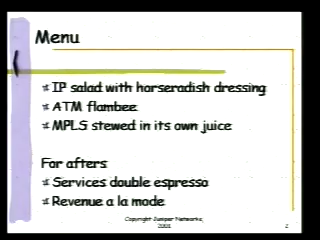 Menu
IP salad with horseradish dressing
ATM flambee
MPLS stewed in its own juice
For afters
Services double espresso
Revenue a la mode
Copyright Juniper Networks,
2001
2